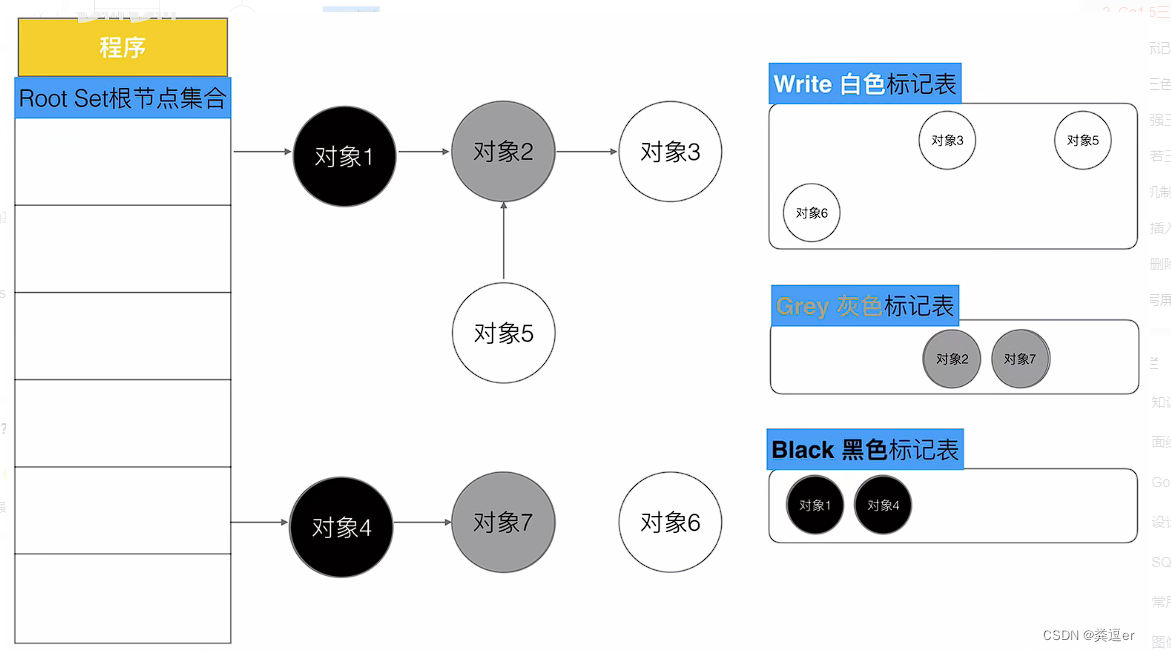 程序
Root Set根节点集合
对象1
对象2
对象3
对象5
对象4
对象7
对象6
Write 白色标记表
对象3
对象5
对象6
Grey 灰色标记表
对象2
对象7
Black 黑色标记表
对象1
对象4
CSDN @粪逗er